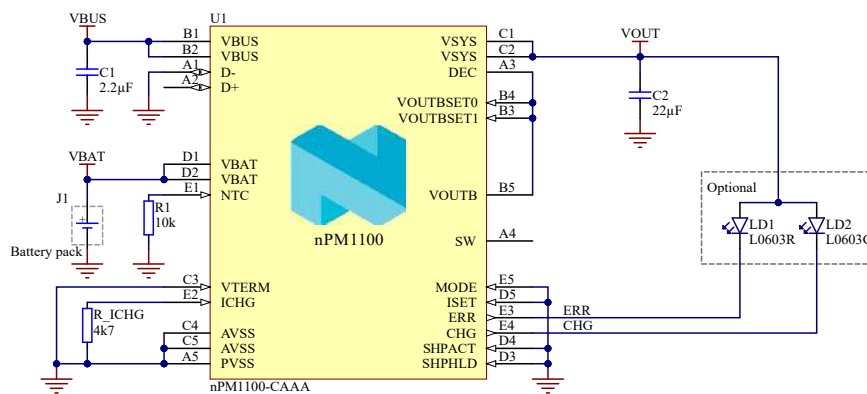 U1
VBUS
B1
VBUS
B2
VBUS
A1
D-
A2
D+
C1
2.2µF
VBAT
D1
VBAT
D2
VBAT
E1
NTC
J1
R1
10k
Battery pack
C3
VTERM
E2
ICHG
R_ICHG
4k7
C4
AVSS
C5
AVSS
A5
PVSS
nPM1100
nPM1100-CAAA
VSYS
C1
VSYS
C2
DEC
A3
VOUTBSET0
B4
VOUTBSET1
B3
VOUTB
B5
SW
A4
MODE
E5
ISET
D5
ERR
E3
ERR
CHG
E4
CHG
SHPACT
D4
SHPHLD
D3
VOUT
C2
22µF
Optional
LD1
L0603R
LD2